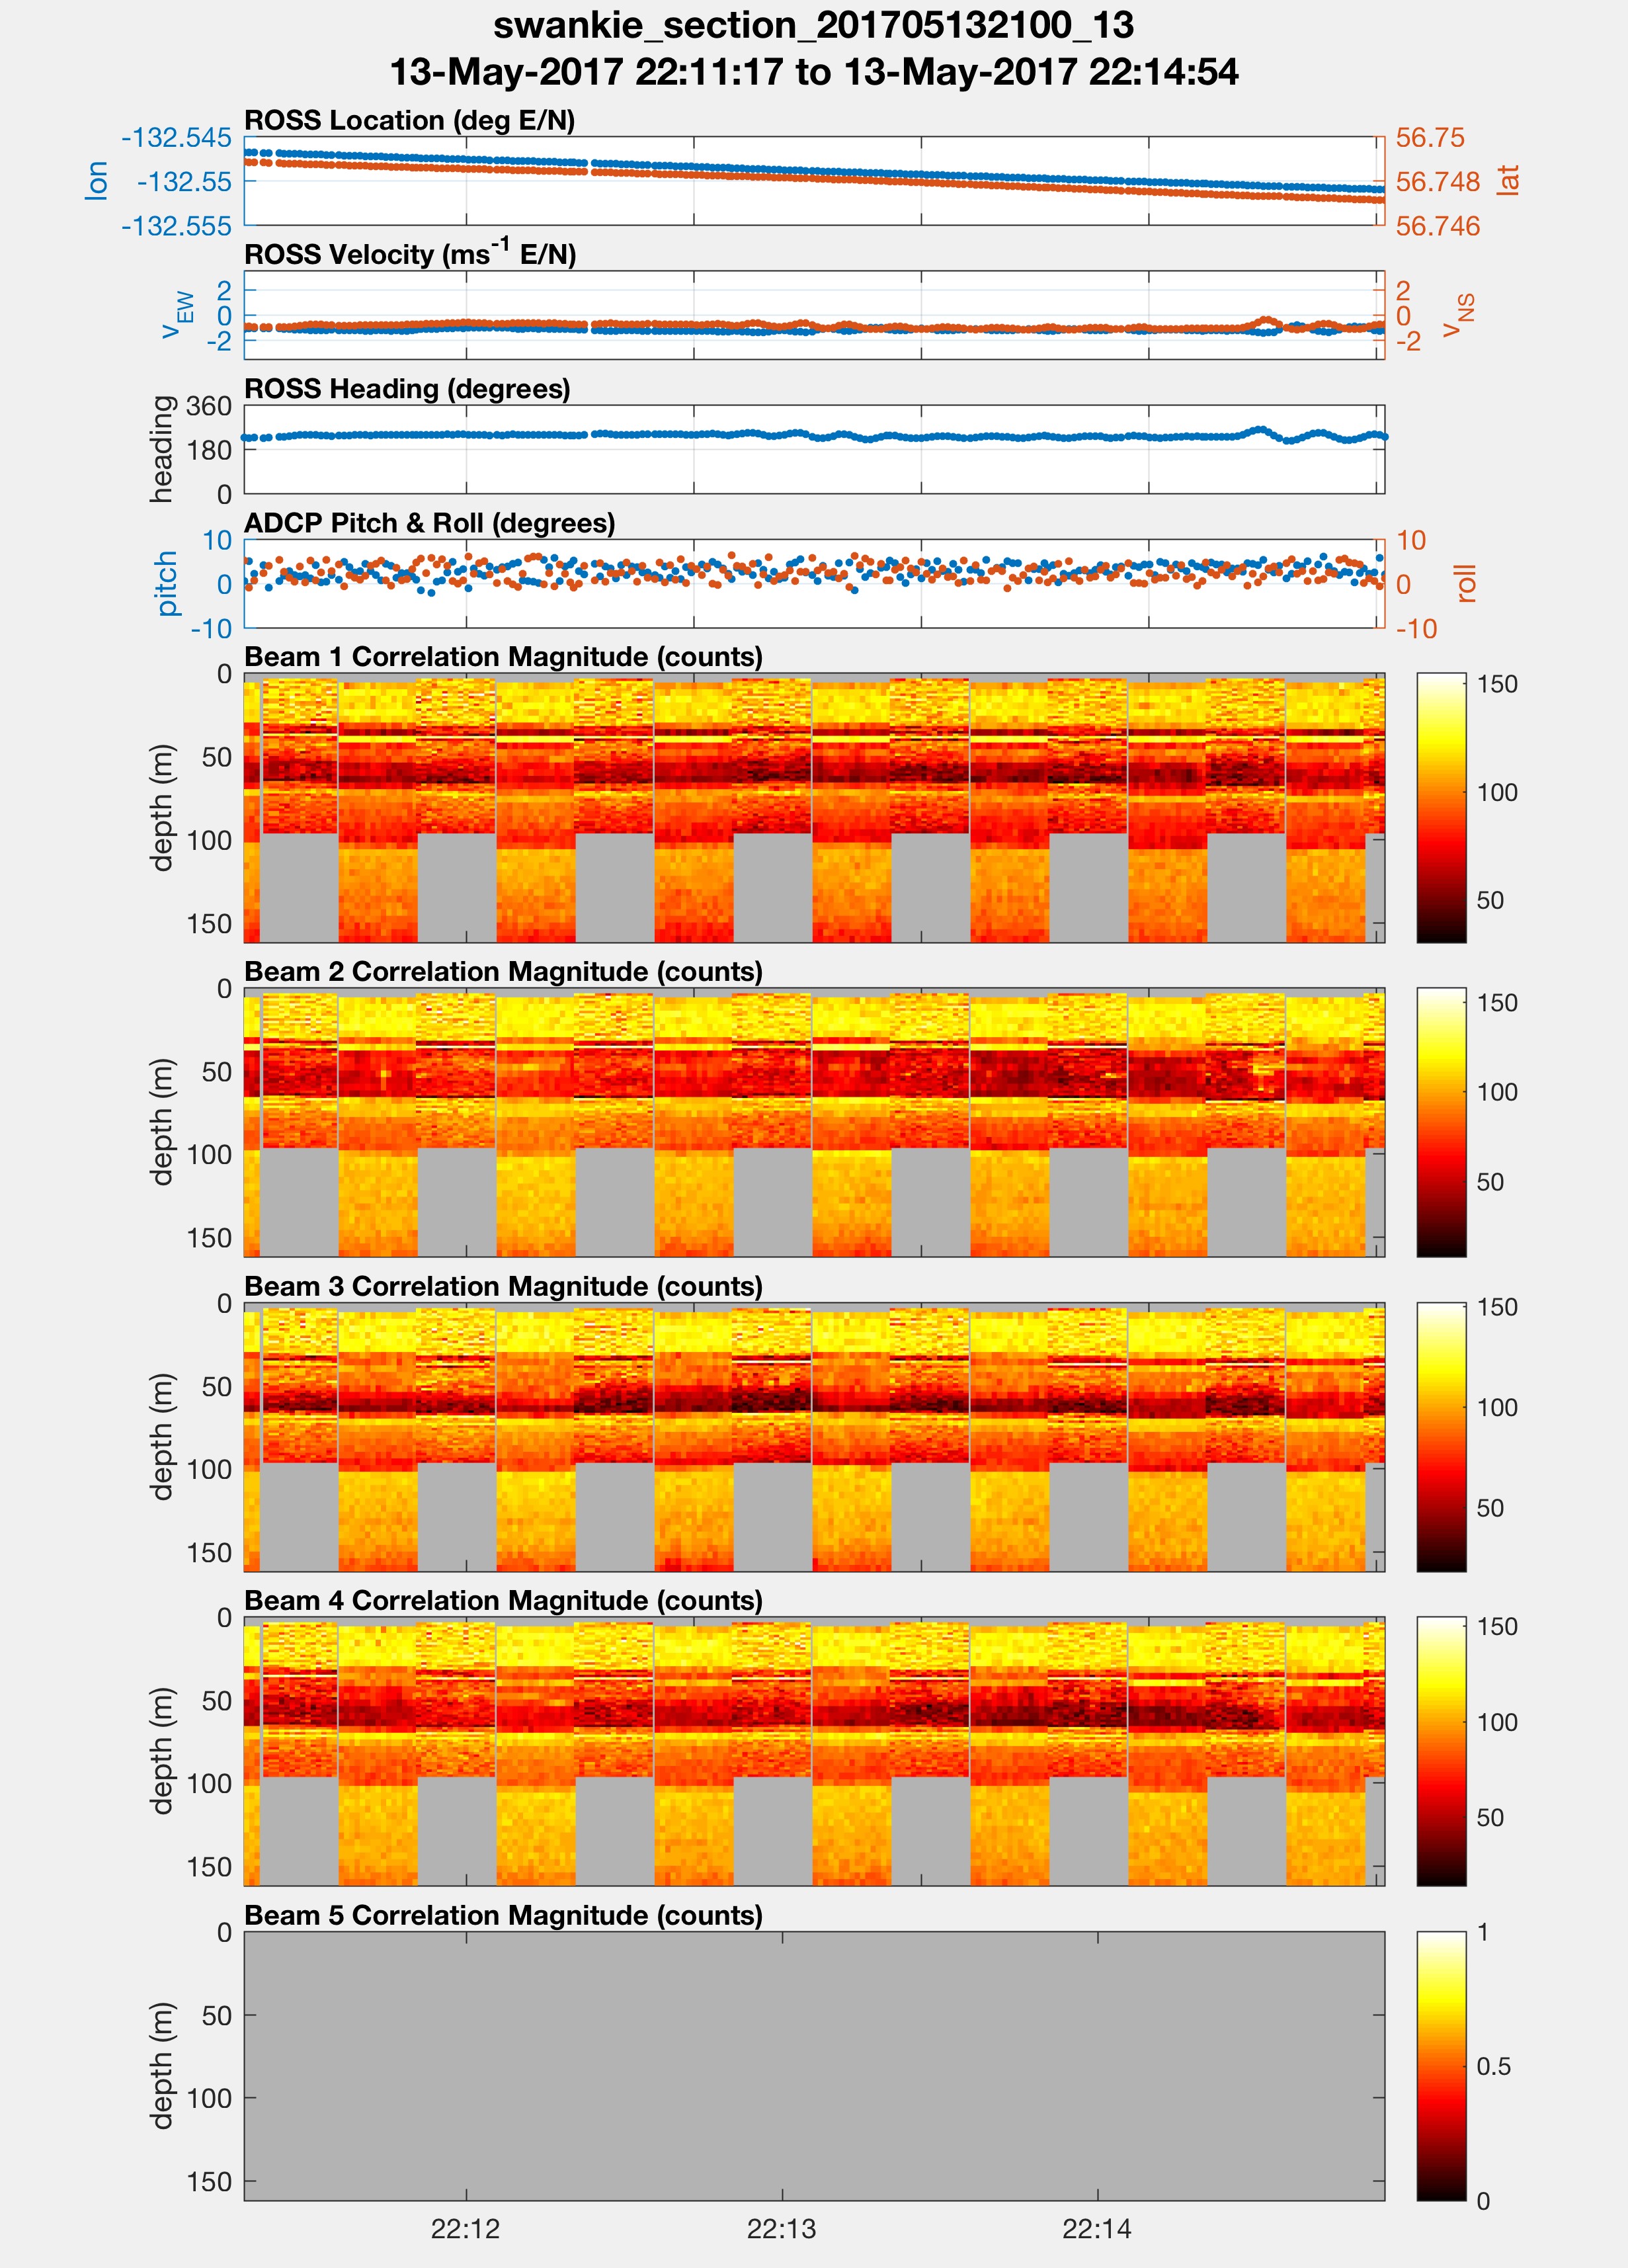 swankie_section_201705132100_13
13-May-2017 22:11:17 to 13-May-2017 22:14:54
ROSS Location (deg E/N)
-132.545
-132.55
-132.555
lon
56.75
56.748
56.746
lat
ROSS Velocity (ms-1 E/N)
2
0
-2
vEW
2
0
-2
vNS
ROSS Heading (degrees)
360
180
0
heading
ADCP Pitch & Roll (degrees)
10
0
-10
pitch
10
0
-10
roll
Beam 1 Correlation Magnitude (counts)
0
50
100
150
depth (m)
150
100
50
Beam 2 Correlation Magnitude (counts)
0
50
100
150
depth (m)
150
100
50
Beam 3 Correlation Magnitude (counts)
0
50
100
150
depth (m)
150
100
50
Beam 4 Correlation Magnitude (counts)
0
50
100
150
depth (m)
150
100
50
Beam 5 Correlation Magnitude (counts)
0
50
100
150
depth (m)
1
0.5
0
22:12
22:13
22:14